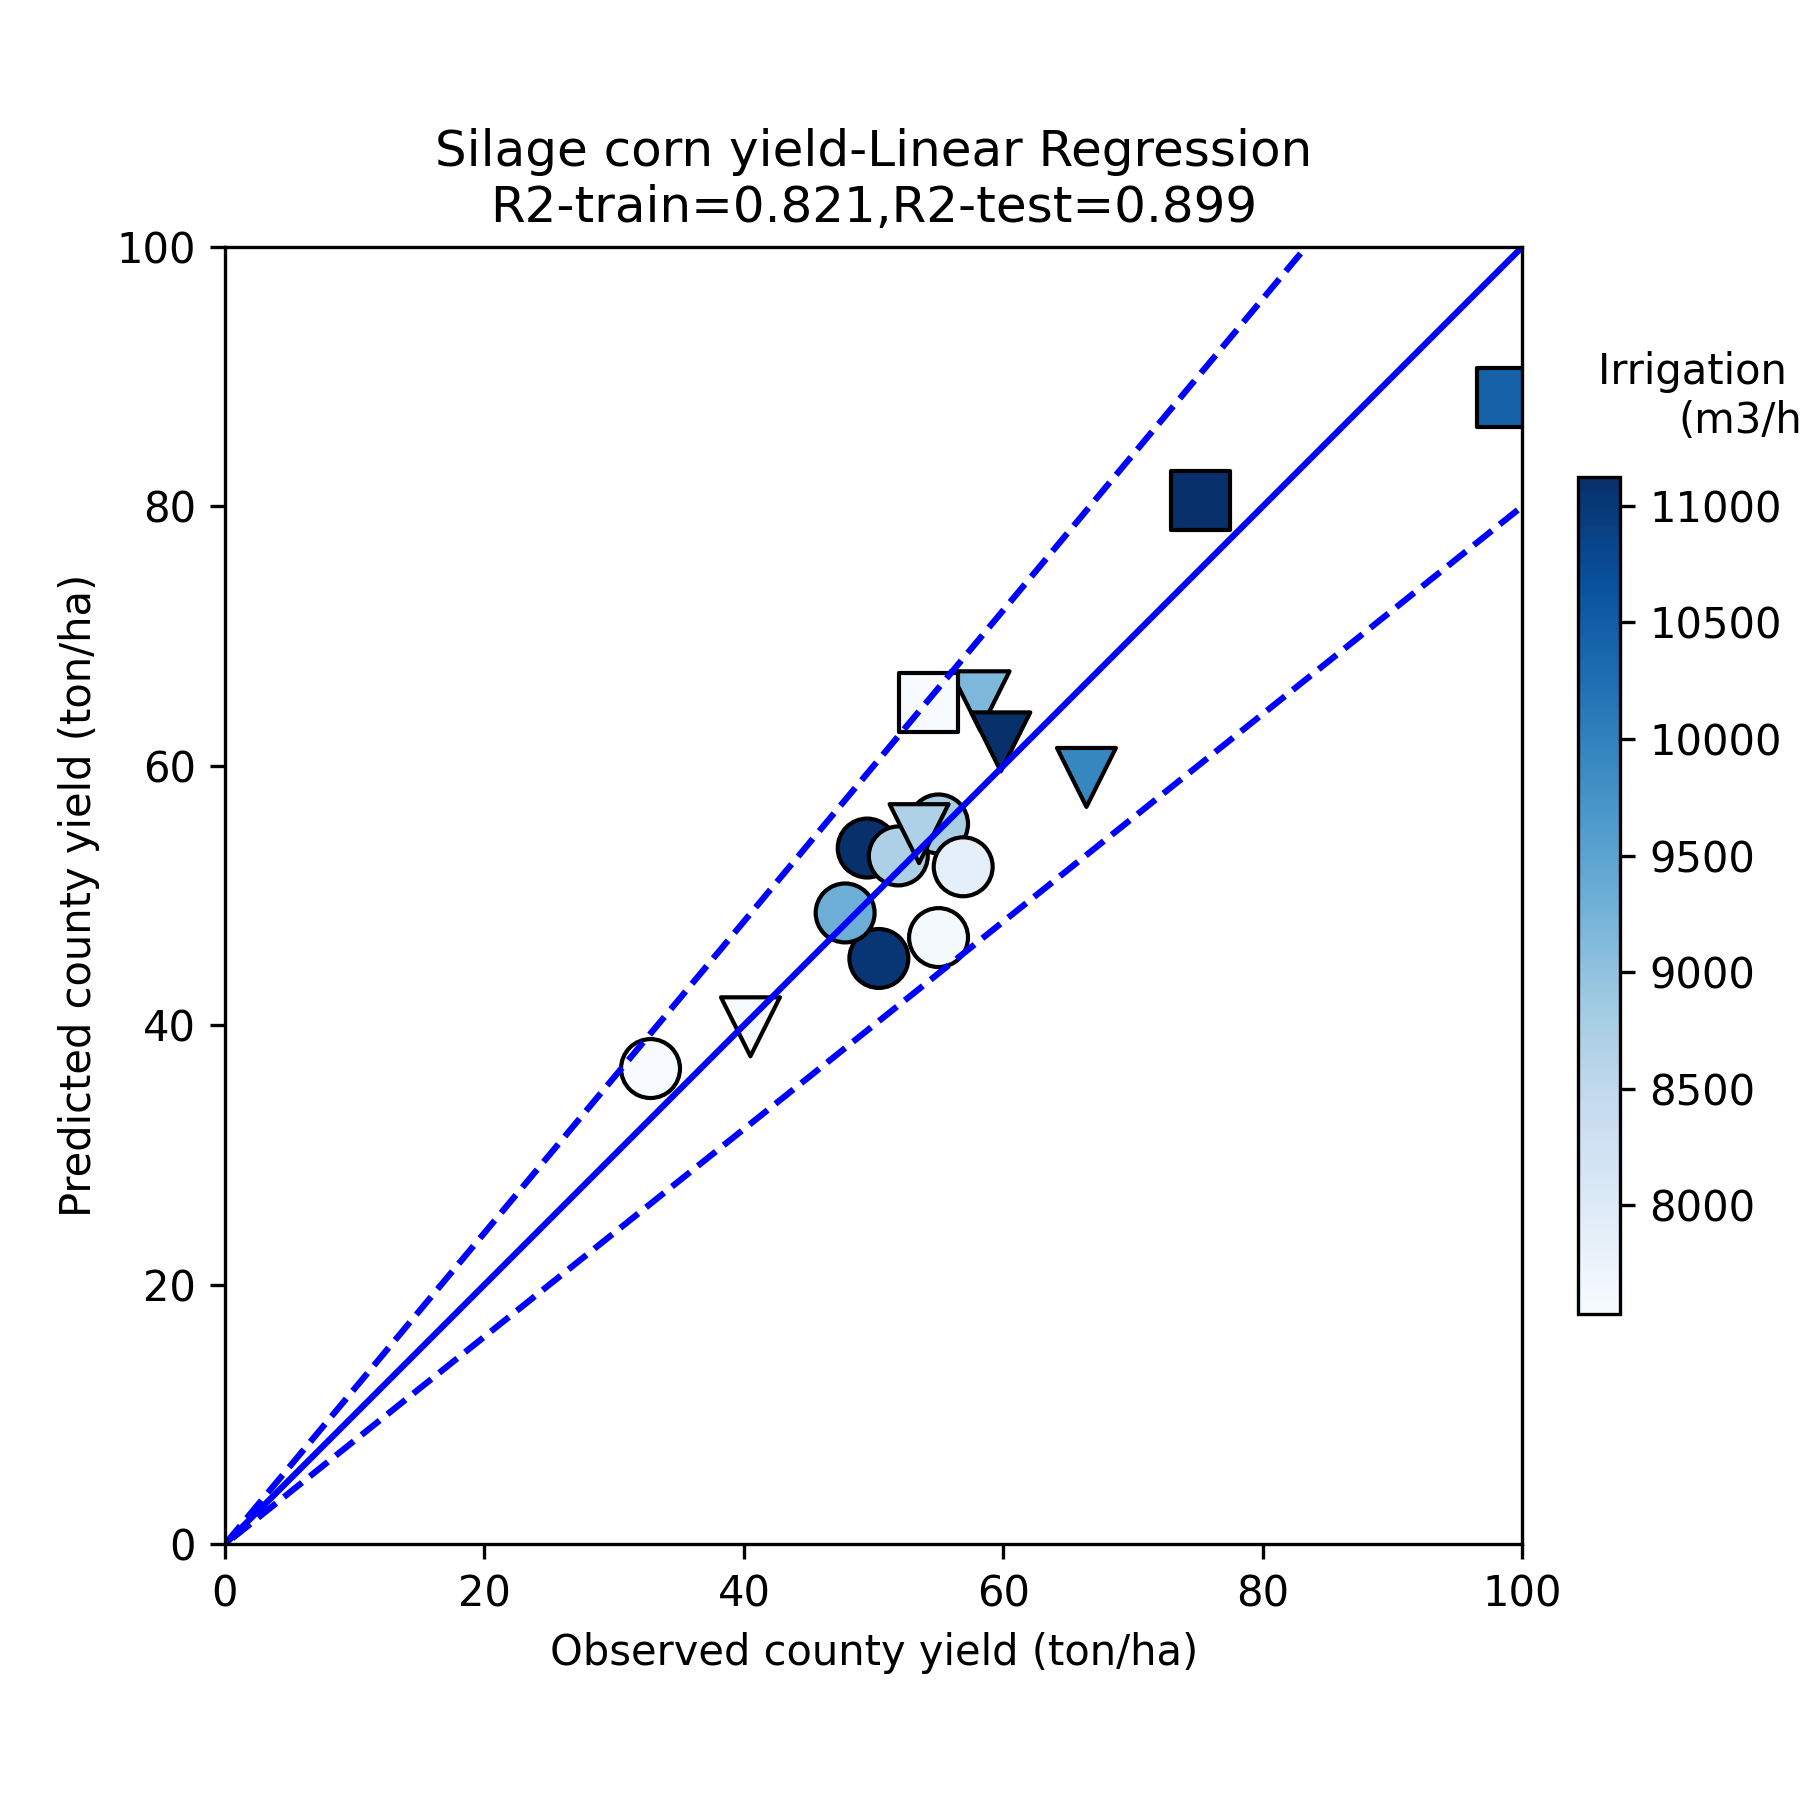 Silage corn yield-Linear Regression
R2-train=0.821,R2-test=0.899
Predicted county yield (ton/ha)
100
80
60
40
20
0
0 20 40 60 80 100
Observed county yield (ton/ha)
Irrigation
(m3/h
11000
10500
10000
9500
9000
8500
8000